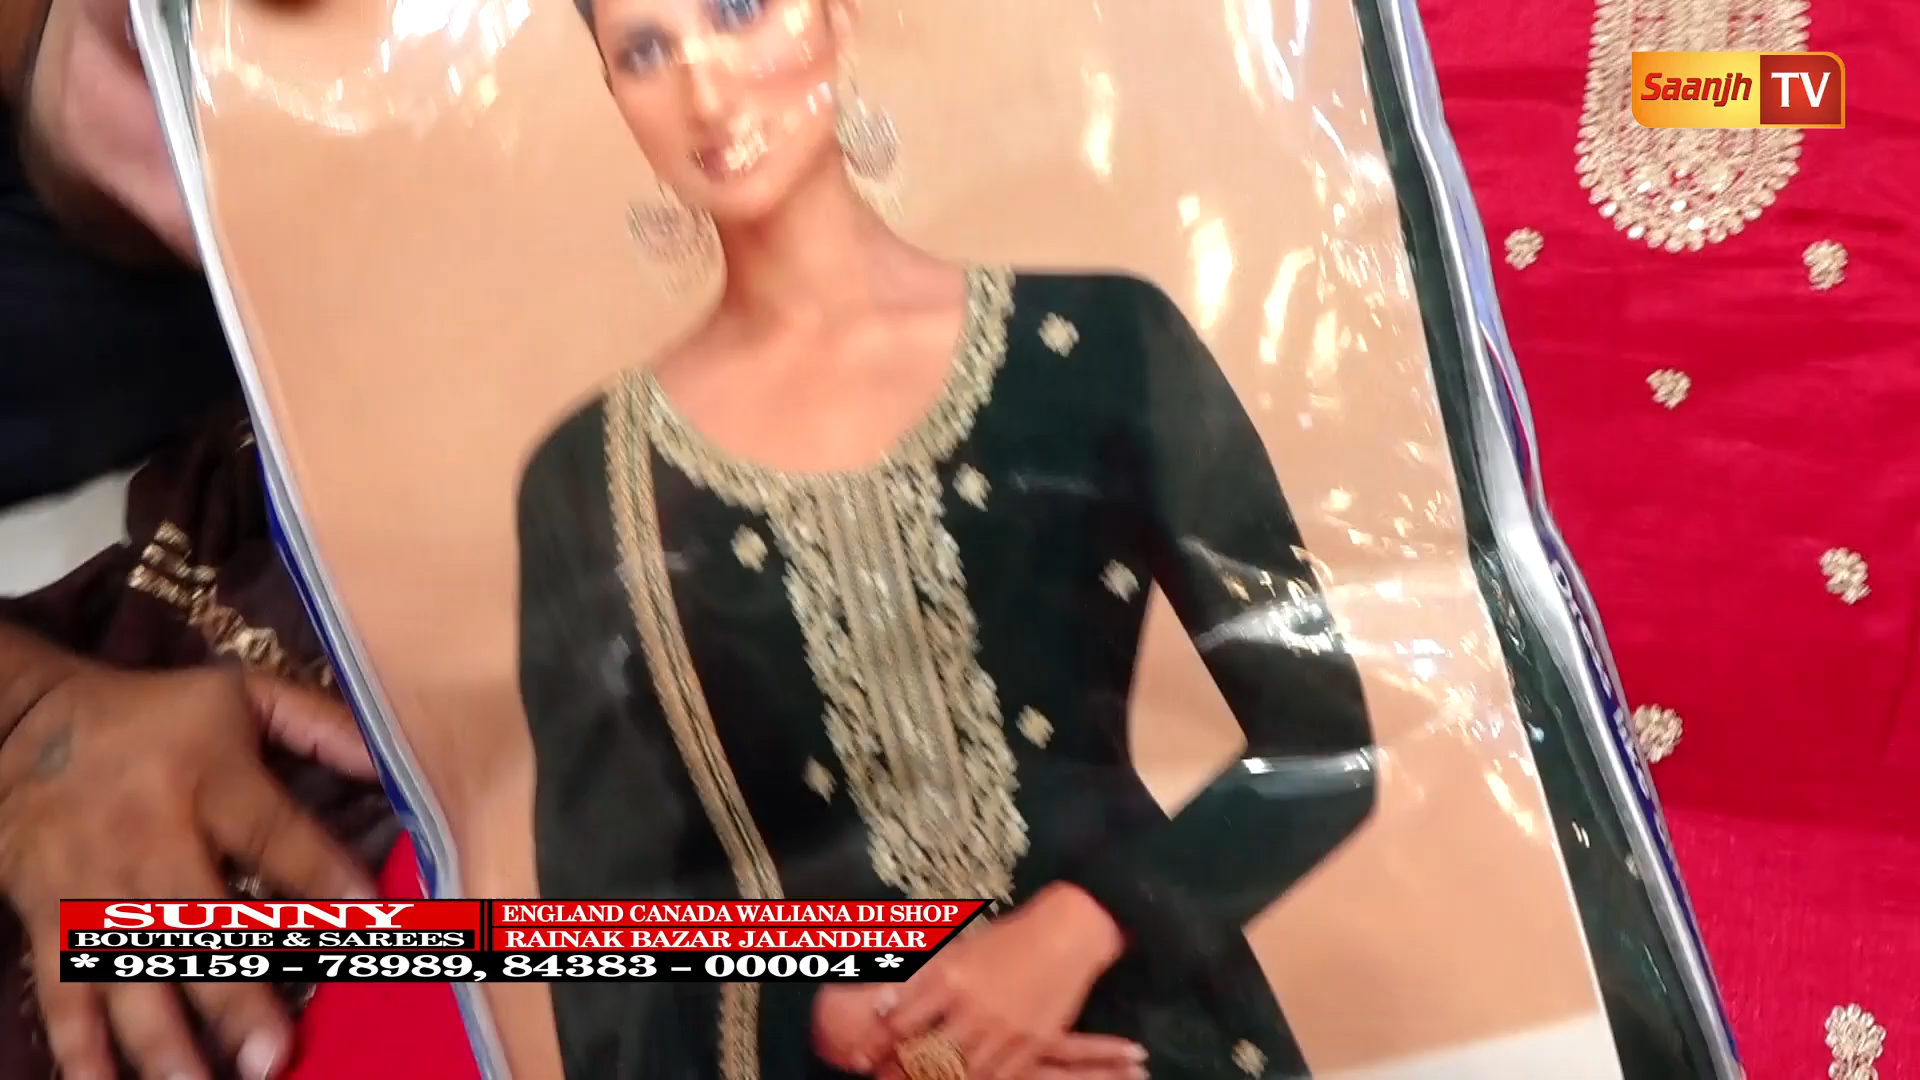 Saanjh TV
SUNNY
BOUTIQUE & SAREES
ENGLAND CANADA WALIANA DI SHOP
RAINAK BAZAR JALANDHAR
* 98159 – 78989, 84383 – 00004 *